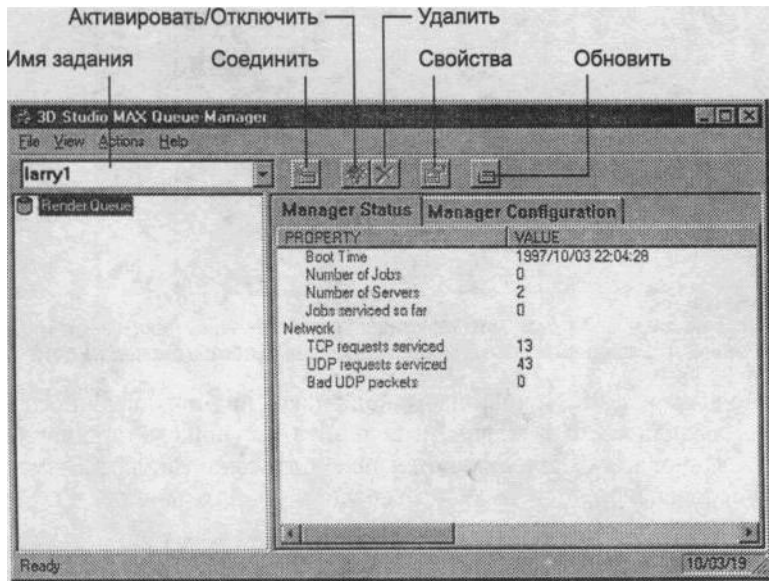 Активировать/Отключить Удалить
Имя задания Соединить Свойства Обновить
3D Studio MAX Queue Manager
File View Actions Help
larry1
Render Queue
Manager Status Manager Configuration
PROPERTY VALUE
Boot Time 1997/10/03 22:04:28
Number of Jobs 0
Number of Servers 2
Jobs serviced so far 0
Network
TCP requests serviced 13
UDP requests serviced 43
Bad UDP packets 0
Ready 10/03/19